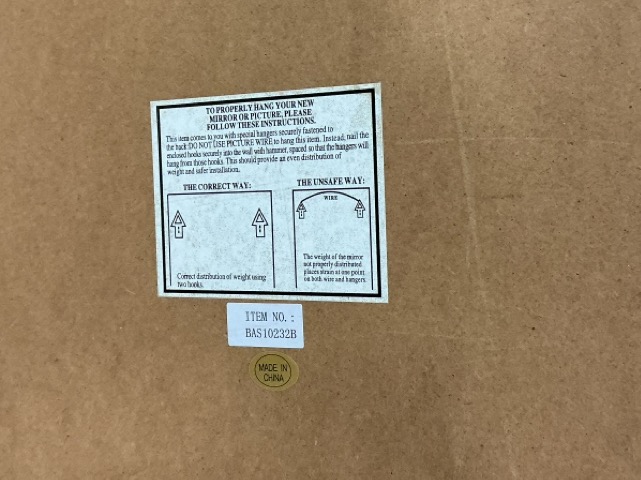 TO PROPERLY HANG YOUR NEW
MIRROR OR PICTURE, PLEASE
FOLLOW THESE INSTRUCTIONS.
This item comes to you with special hangers securely fastened to
the back DO NOT USE PICTURE WIRE to hang this item. Instead, nail the
enclosed hooks securely into the wall with hammer, spaced so that the hangers will
hang from those hooks. This should provide an even distribution of
weight and safer installation.
THE CORRECT WAY:
Correct distribution of weight using
two hooks.
THE UNSAFE WAY:
WIRE
The weight of the mirror
not properly distributed
places strain at one point
on both wire and hangers.
ITEM NO.:
BAS10232B
MADE IN
CHINA